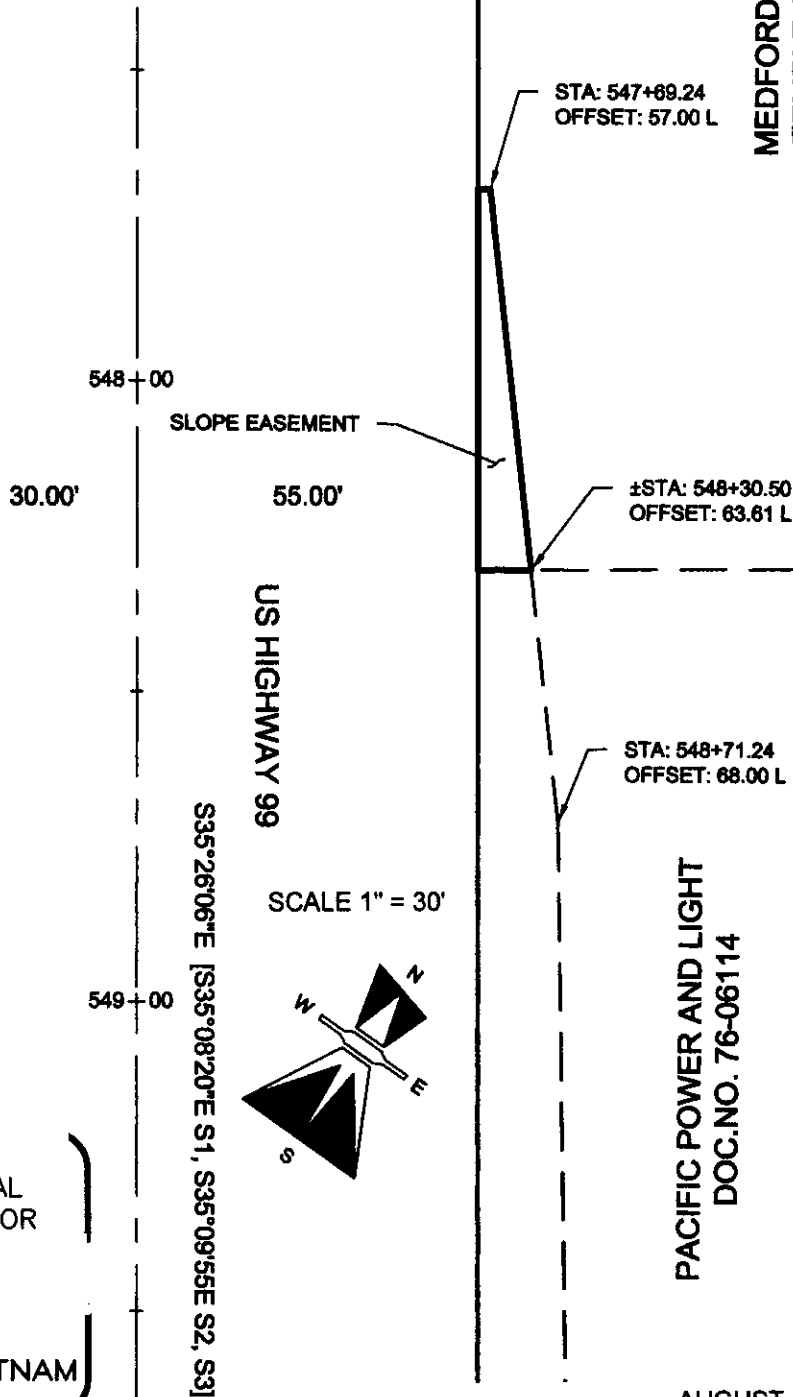 MEDFORD
STA: 547+69.24
OFFSET: 57.00 L
548+00
SLOPE EASEMENT
30.00'
55.00'
±STA: 548+30.50
OFFSET: 63.61 L
US HIGHWAY 99
STA: 548+71.24
OFFSET: 68.00 L
S35°26'06"E [S35°08'20"E S1, S35°09'55E S2, S3]
SCALE 1" = 30'
N
W
E
S
549+00
PACIFIC POWER AND LIGHT
DOC.NO. 76-06114
AL
OR
TNAM
AUGUST